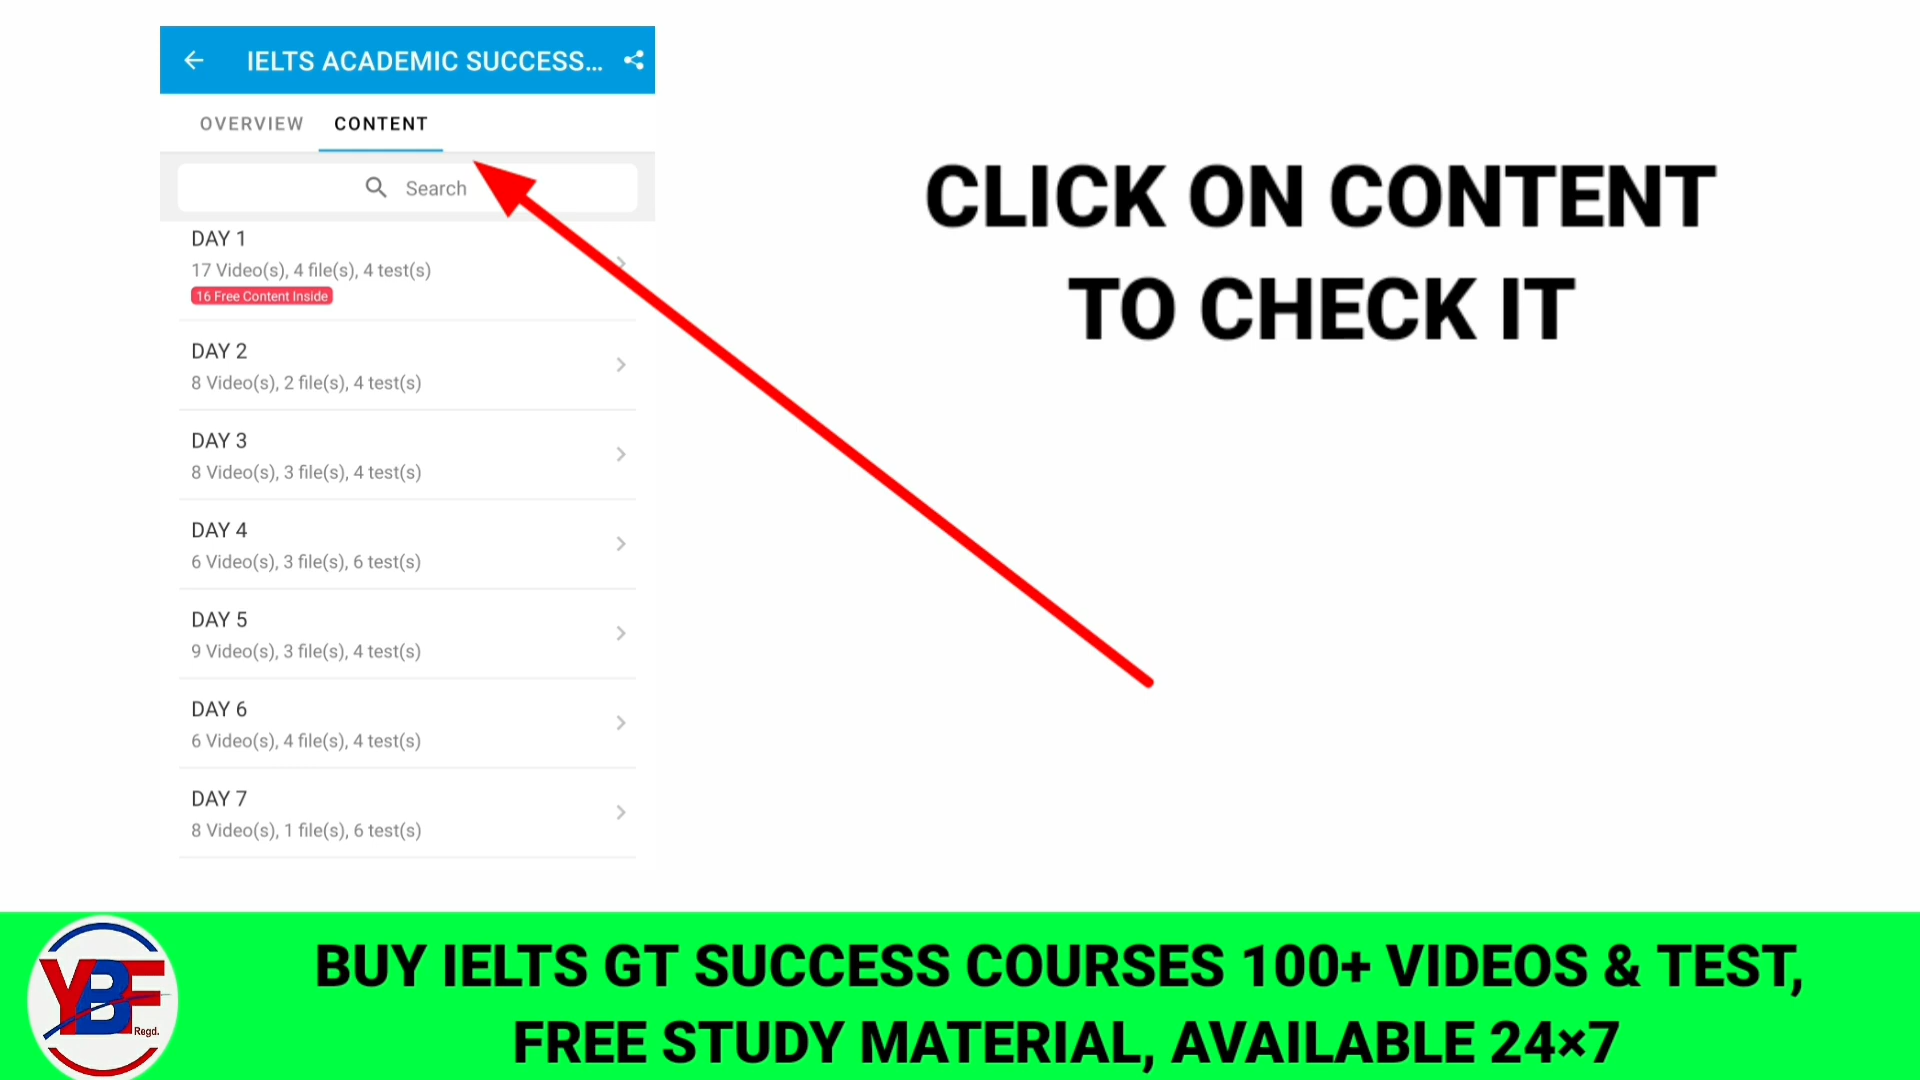 IELTS ACADEMIC SUCCESS...
OVERVIEW CONTENT
Search
DAY 1
17 Video(s), 4 file(s), 4 test(s)
16 Free Content Inside
DAY 2
8 Video(s), 2 file(s), 4 test(s)
DAY 3
8 Video(s), 3 file(s), 4 test(s)
DAY 4
6 Video(s), 3 file(s), 6 test(s)
DAY 5
9 Video(s), 3 file(s), 4 test(s)
DAY 6
6 Video(s), 4 file(s), 4 test(s)
DAY 7
8 Video(s), 1 file(s), 6 test(s)
CLICK ON CONTENT
TO CHECK IT
YBF
Regd.
BUY IELTS GT SUCCESS COURSES 100+ VIDEOS & TEST,
FREE STUDY MATERIAL, AVAILABLE 24×7